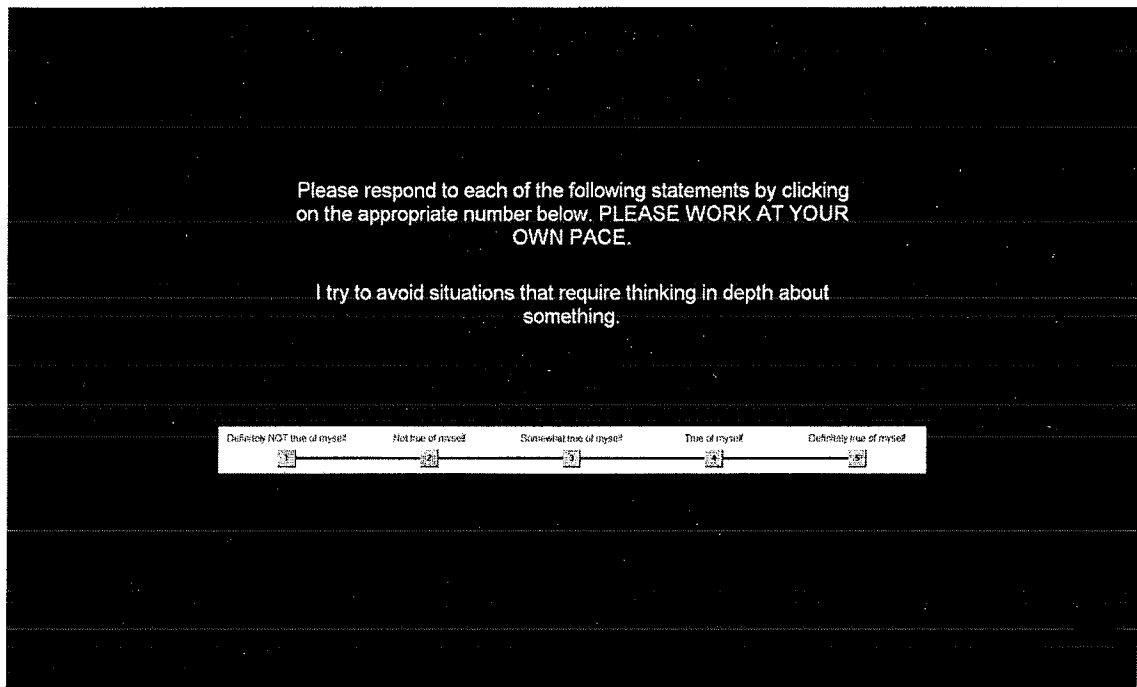 Please respond to each of the following statements by clicking
on the appropriate number below. PLEASE WORK AT YOUR
OWN PACE.
I try to avoid situations that require thinking in depth about
something.
Definitely NOT true of myself Not true of myself Somewhat true of myself True of myself Definitely true of myself
1 2 3 4 5